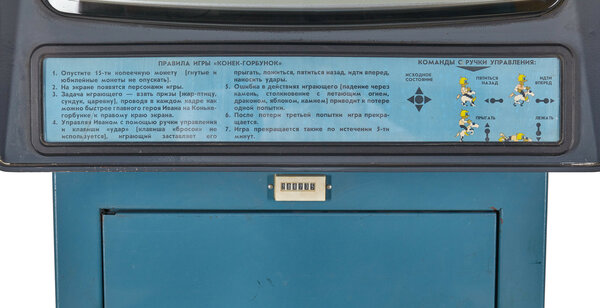 ПРАВИЛА ИГРЫ «КОНЕК-ГОРБУНОК»
1. Опустите 15-ти копеечную монету (гнутые и
юбилейные монеты не опускать).
2. На экране появятся персонажи игры.
3. Задача играющего — взять призы (жар-птицу,
сундук, царевну), проводя в каждом кадре как
можно быстрее главного героя Ивана на Коньке-
горбунке к правому краю экрана.
4. Управляя Иваном с помощью ручки управления
и клавиши «удар» (клавиша «бросок» не
используется), играющий заставляет его
прыгать, ложиться, пятиться назад, идти вперед,
наносить удары.
5. Ошибка в действиях играющего (падение через
камень, столкновение с летающим огнем,
драконом, яблоком, камнем) приводит к потере
одной попытки.
6. После потери третьей попытки игра прекра-
щается.
7. Игра прекращается также по истечении 5-ти
минут.
КОМАНДЫ С РУЧКИ УПРАВЛЕНИЯ:
ИСХОДНОЕ
СОСТОЯНИЕ
ПЯТИТЬСЯ
НАЗАД
ИДТИ
ВПЕРЕД
ПРЫГАТЬ
ЛЕЖАТЬ